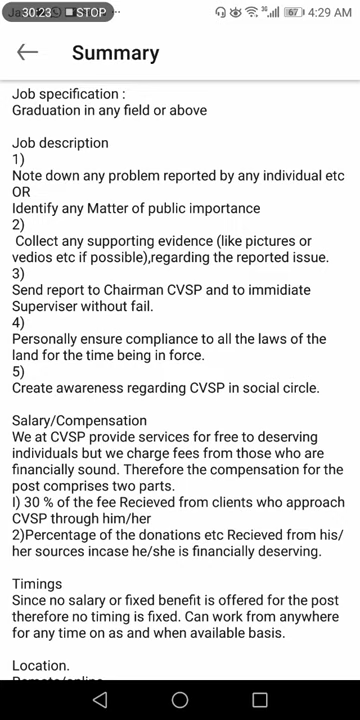 30:23 STOP
67 4:29 AM
Summary
Job specification :
Graduation in any field or above
Job description
1)
Note down any problem reported by any individual etc
OR
Identify any Matter of public importance
2)
Collect any supporting evidence (like pictures or
vedios etc if possible),regarding the reported issue.
3)
Send report to Chairman CVSP and to immidiate
Superviser without fail.
4)
Personally ensure compliance to all the laws of the
land for the time being in force.
5)
Create awareness regarding CVSP in social circle.
Salary/Compensation
We at CVSP provide services for free to deserving
individuals but we charge fees from those who are
financially sound. Therefore the compensation for the
post comprises two parts.
I) 30 % of the fee Recieved from clients who approach
CVSP through him/her
2)Percentage of the donations etc Recieved from his/
her sources incase he/she is financially deserving.
Timings
Since no salary or fixed benefit is offered for the post
therefore no timing is fixed. Can work from anywhere
for any time on as and when available basis.
Location.
Remote/online